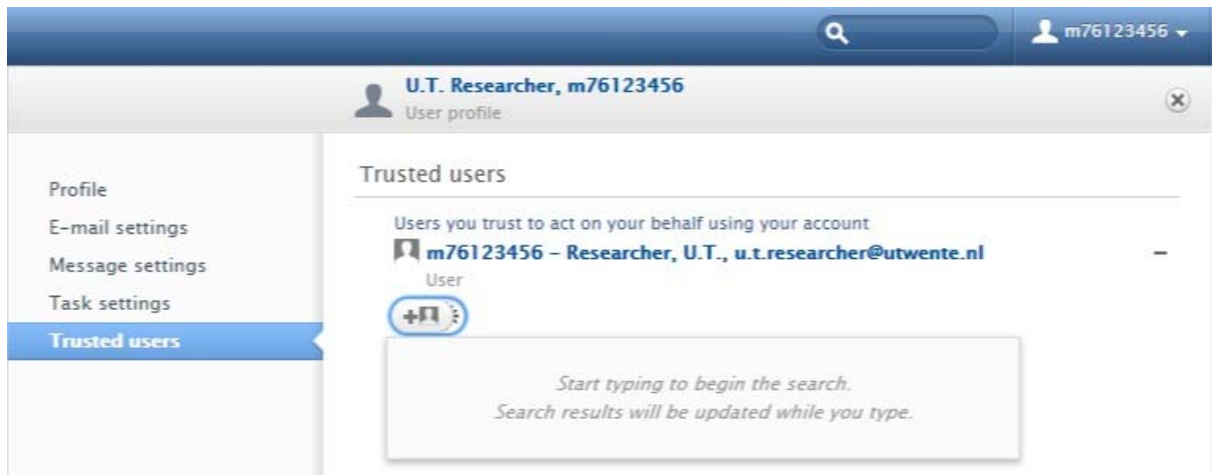 m76123456
U.T. Researcher, m76123456
User profile
Profile
E-mail settings
Message settings
Task settings
Trusted users
Trusted users
Users you trust to act on your behalf using your account
m76123456 – Researcher, U.T., u.t.researcher@utwente.nl
User
Start typing to begin the search.
Search results will be updated while you type.